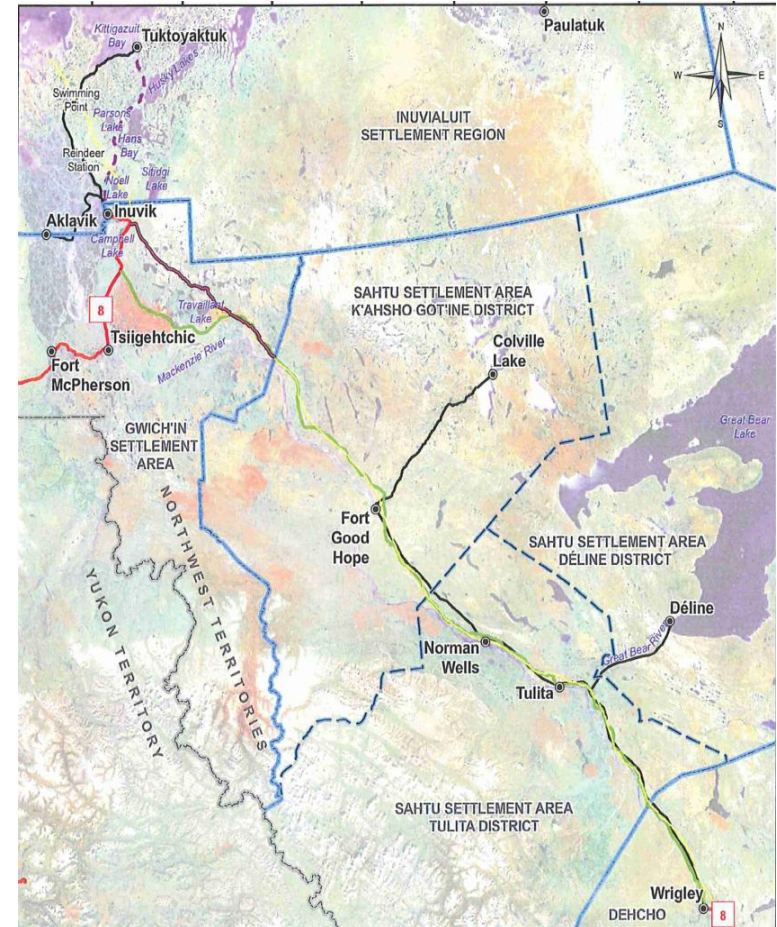 Kittigazuit
Bay
Tuktoyaktuk
Paulatuk
N
W
E
S
Husky Lakes
Swimming
Point
Parsons
Lake
Hans
Bay
INUVIALUIT
SETTLEMENT REGION
Reindeer
Station
Noell
Lake
Sitidgi
Lake
Aklavik
Inuvik
Campbell
Lake
SAHTU SETTLEMENT AREA
K'AHSHO GOT'INE DISTRICT
8
Travaillant
Lake
Tsiigehtchic
Mackenzie River
Fort
McPherson
Colville
Lake
GWICH'IN
SETTLEMENT
AREA
Great Bear
Lake
NORTHWEST TERRITORIES
YUKON TERRITORY
Fort
Good
Hope
SAHTU SETTLEMENT AREA
DÉLINE DISTRICT
Déline
Great Bear River
Norman
Wells
Tulita
SAHTU SETTLEMENT AREA
TULITA DISTRICT
Wrigley
8
DEHCHO